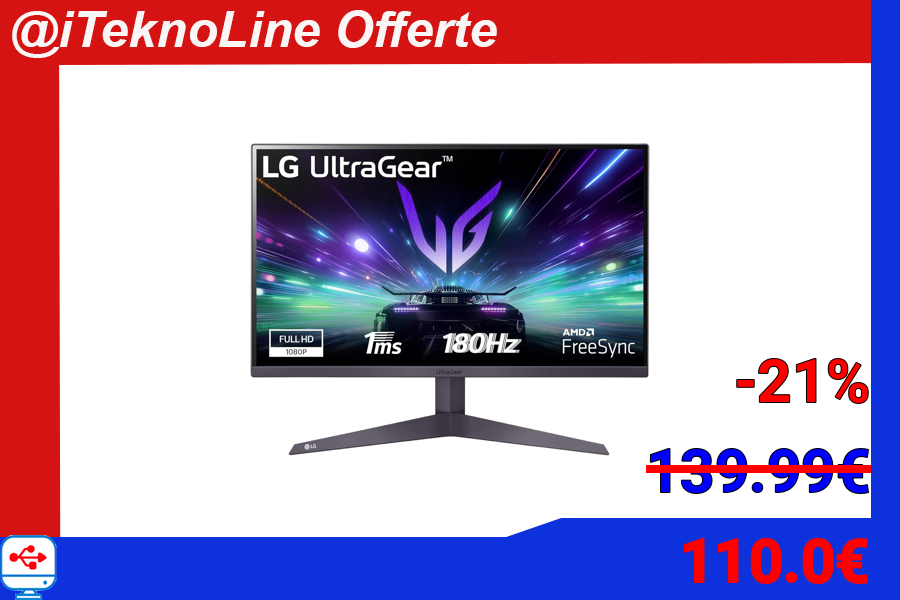 @iTeknoLine Offerte
LG UltraGear™
FULL HD
1080P
1ms
180Hz
AMD
FreeSync
UltraGear
LG
-21%
139.99€
110.0€